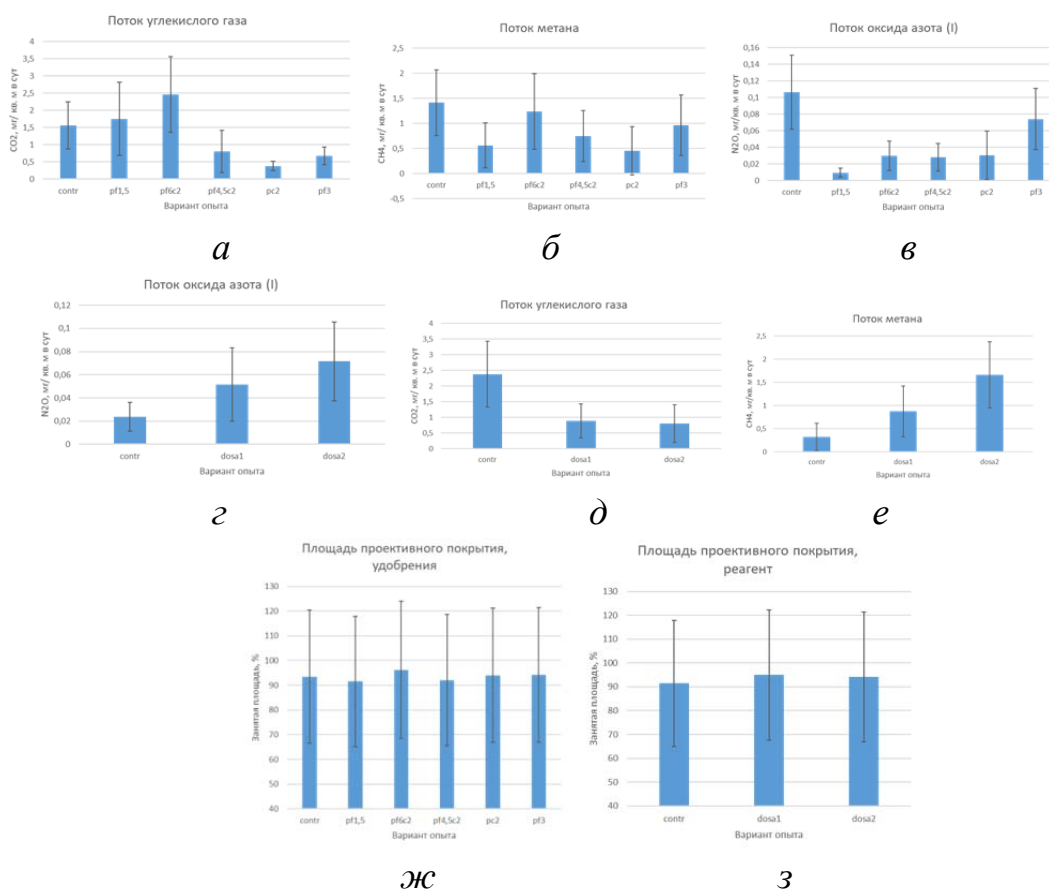 Поток углекислого газа
4
3,5
3
2,5
2
1,5
1
0,5
0
CO2, мг/ кв. м в сут
contr pf1,5 pf6c2 pf4,5c2 pc2 pf3
Вариант опыта
а
Поток метана
2,5
2
1,5
1
0,5
0
-0,5
CH4, мг/ кв. м в сут
contr pf1,5 pf6c2 pf4,5c2 pc2 pf3
Вариант опыта
б
Поток оксида азота (I)
0,16
0,14
0,12
0,1
0,08
0,06
0,04
0,02
0
N2O, мг/кв. м в сут
contr pf1,5 pf6c2 pf4,5c2 pc2 pf3
Вариант опыта
в
Поток оксида азота (I)
0,12
0,1
0,08
0,06
0,04
0,02
0
N2O, мг/ кв. м в сут
contr dosa1 dosa2
Вариант опыта
г
Поток углекислого газа
4
3,5
3
2,5
2
1,5
1
0,5
0
CO2, мг/ кв. м в сут
contr dosa1 dosa2
Вариант опыта
д
Поток метана
2,5
2
1,5
1
0,5
0
CH4, мг/кв. м в сут
contr dosa1 dosa2
Вариант опыта
е
Площадь проективного покрытия,
удобрения
130
120
110
100
90
80
70
60
50
40
Занятая площадь, %
contr pf1,5 pf6c2 pf4,5c2 pc2 pf3
Вариант опыта
ж
Площадь проективного покрытия,
реагент
130
120
110
100
90
80
70
60
50
40
Занятая площадь, %
contr dosa1 dosa2
Вариант опыта
з